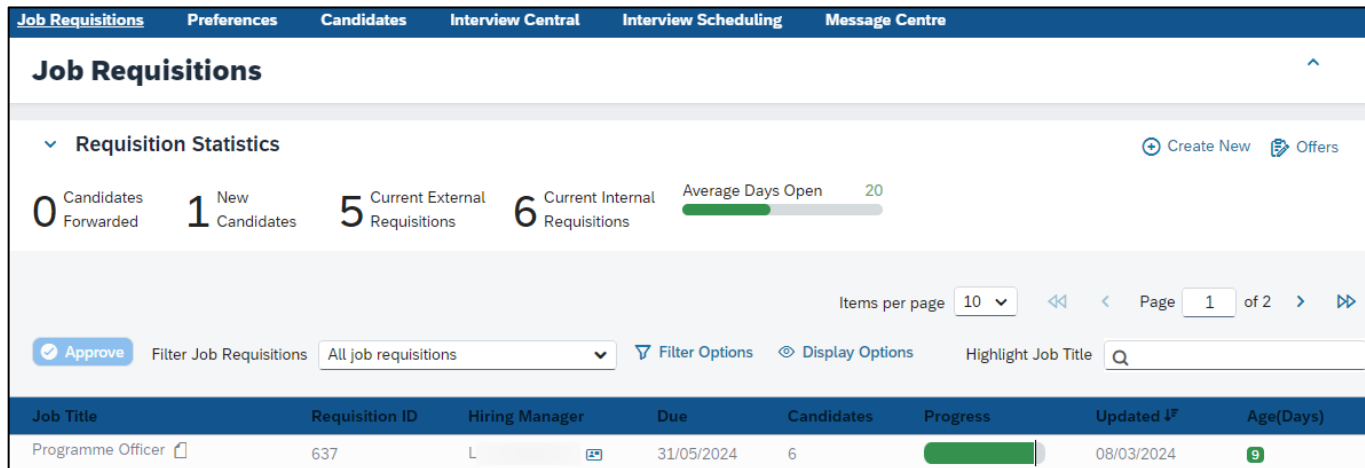 Job Requisitions Preferences Candidates Interview Central Interview Scheduling Message Centre
Job Requisitions
Requisition Statistics
Create New Offers
0 Candidates Forwarded
1 New Candidates
5 Current External Requisitions
6 Current Internal Requisitions
Average Days Open 20
Items per page 10 Page 1 of 2
Approve Filter Job Requisitions All job requisitions Filter Options Display Options Highlight Job Title
Job Title Requisition ID Hiring Manager Due Candidates Progress Updated Age(Days)
Programme Officer 637 L 31/05/2024 6 08/03/2024 9